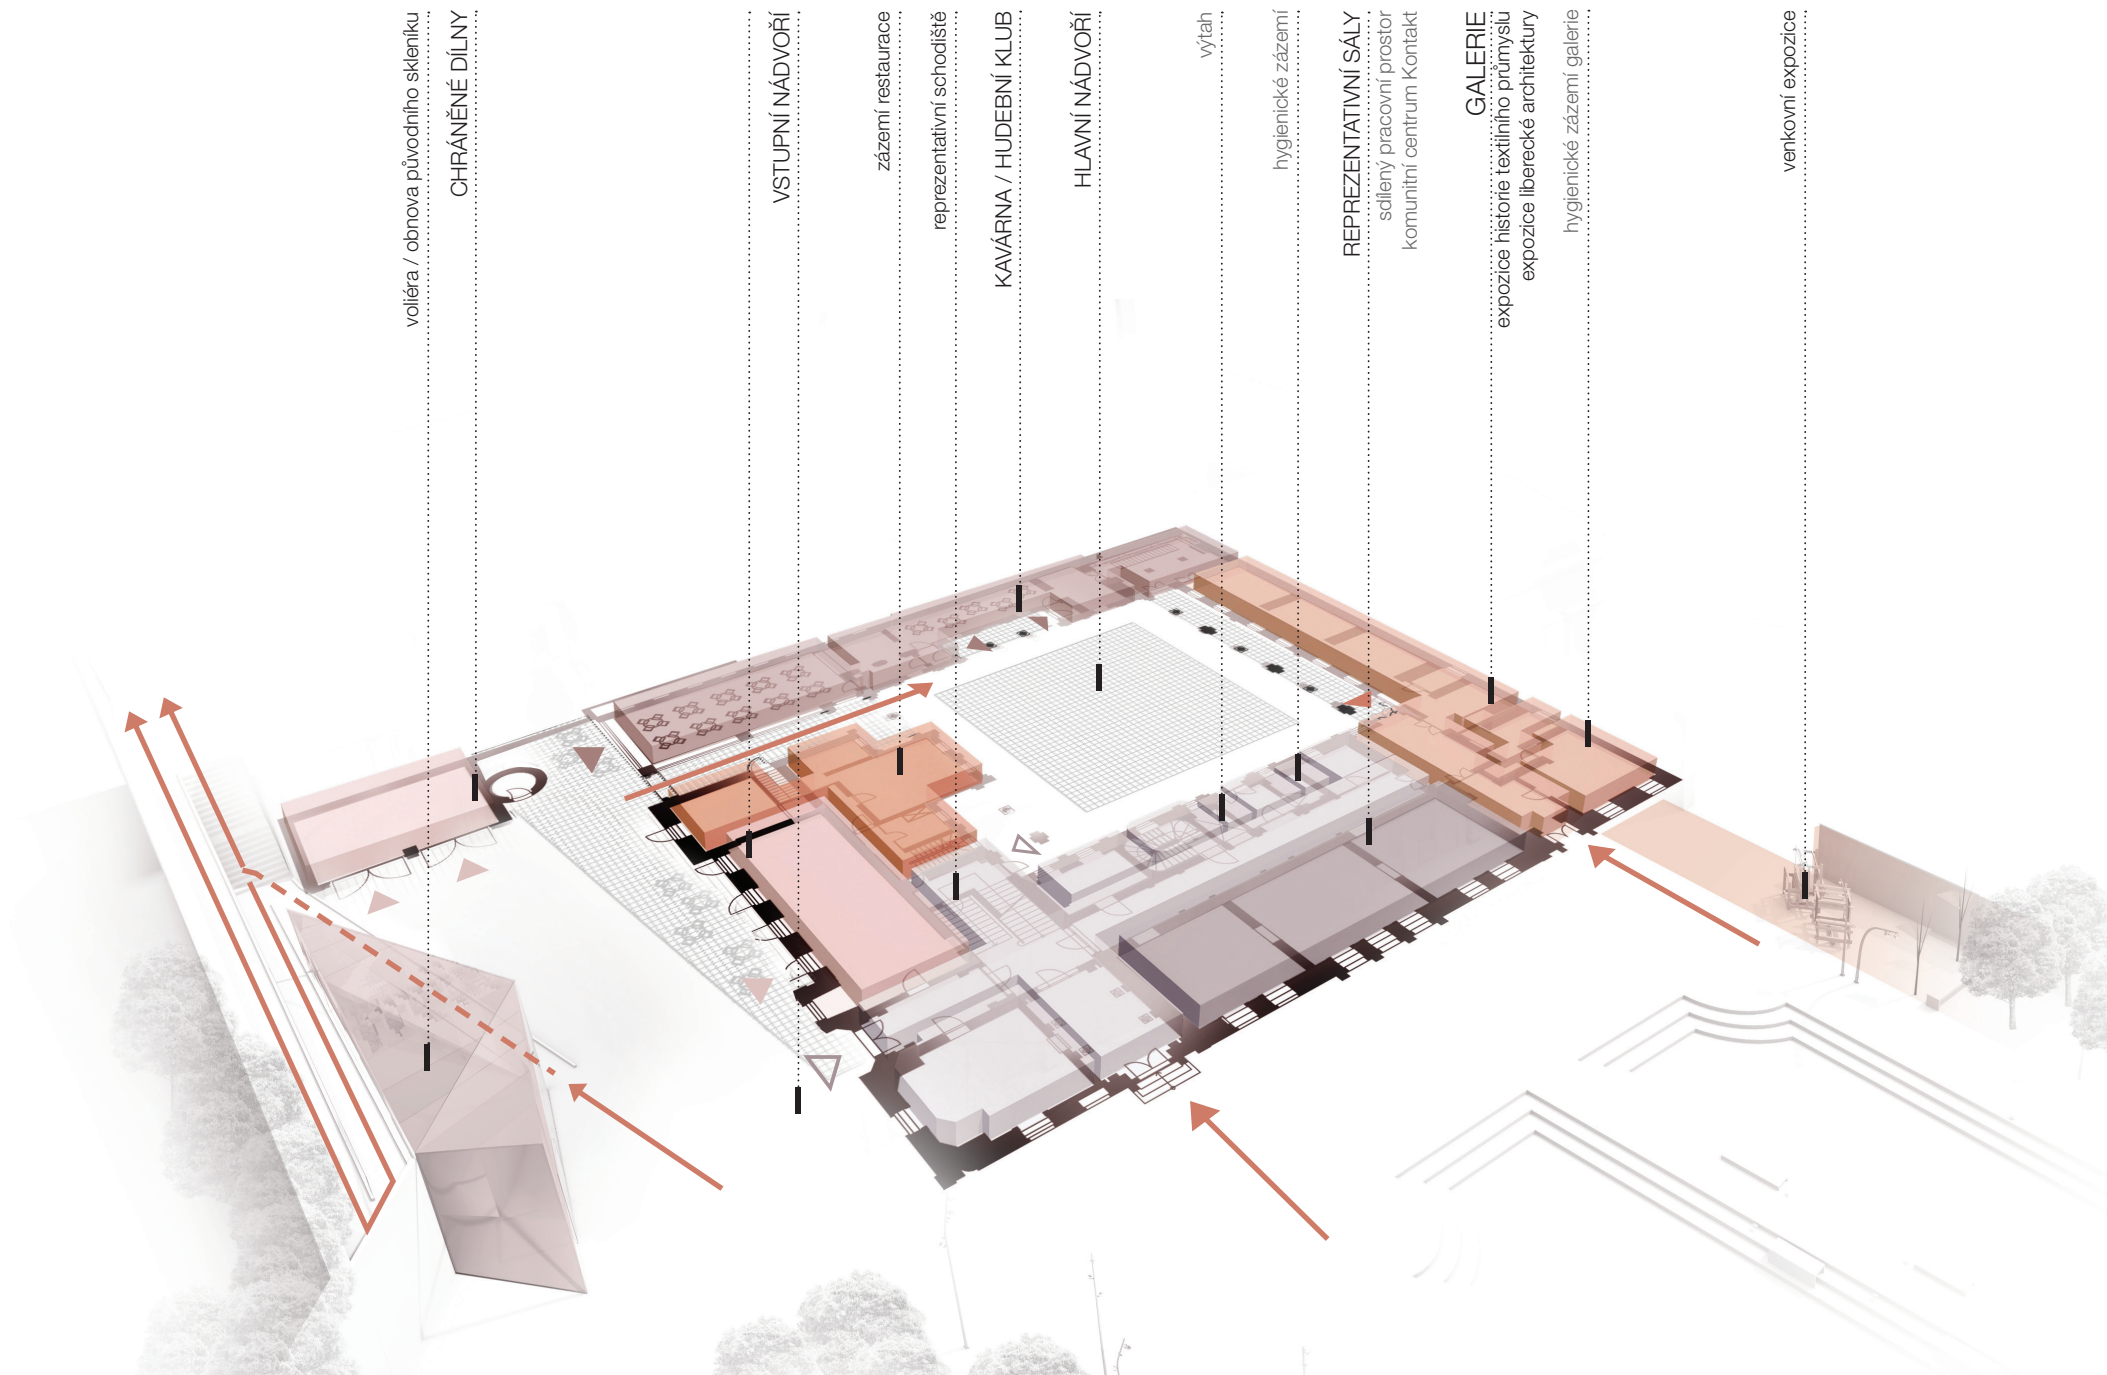 voliéra / obnova původního skleníku
CHRÁNĚNÉ DÍLNY
VSTUPNÍ NÁDVOŘÍ
zázemí restaurace
reprezentativní schodiště
KAVÁRNA / HUDEBNÍ KLUB
HLAVNÍ NÁDVOŘÍ
výtah
hygienické zázemí
REPREZENTATIVNÍ SÁLY
sdílený pracovní prostor
komunitní centrum Kontakt
GALERIE
expozice historie textilního průmyslu
expozice liberecké architektury
hygienické zázemí galerie
venkovní expozice